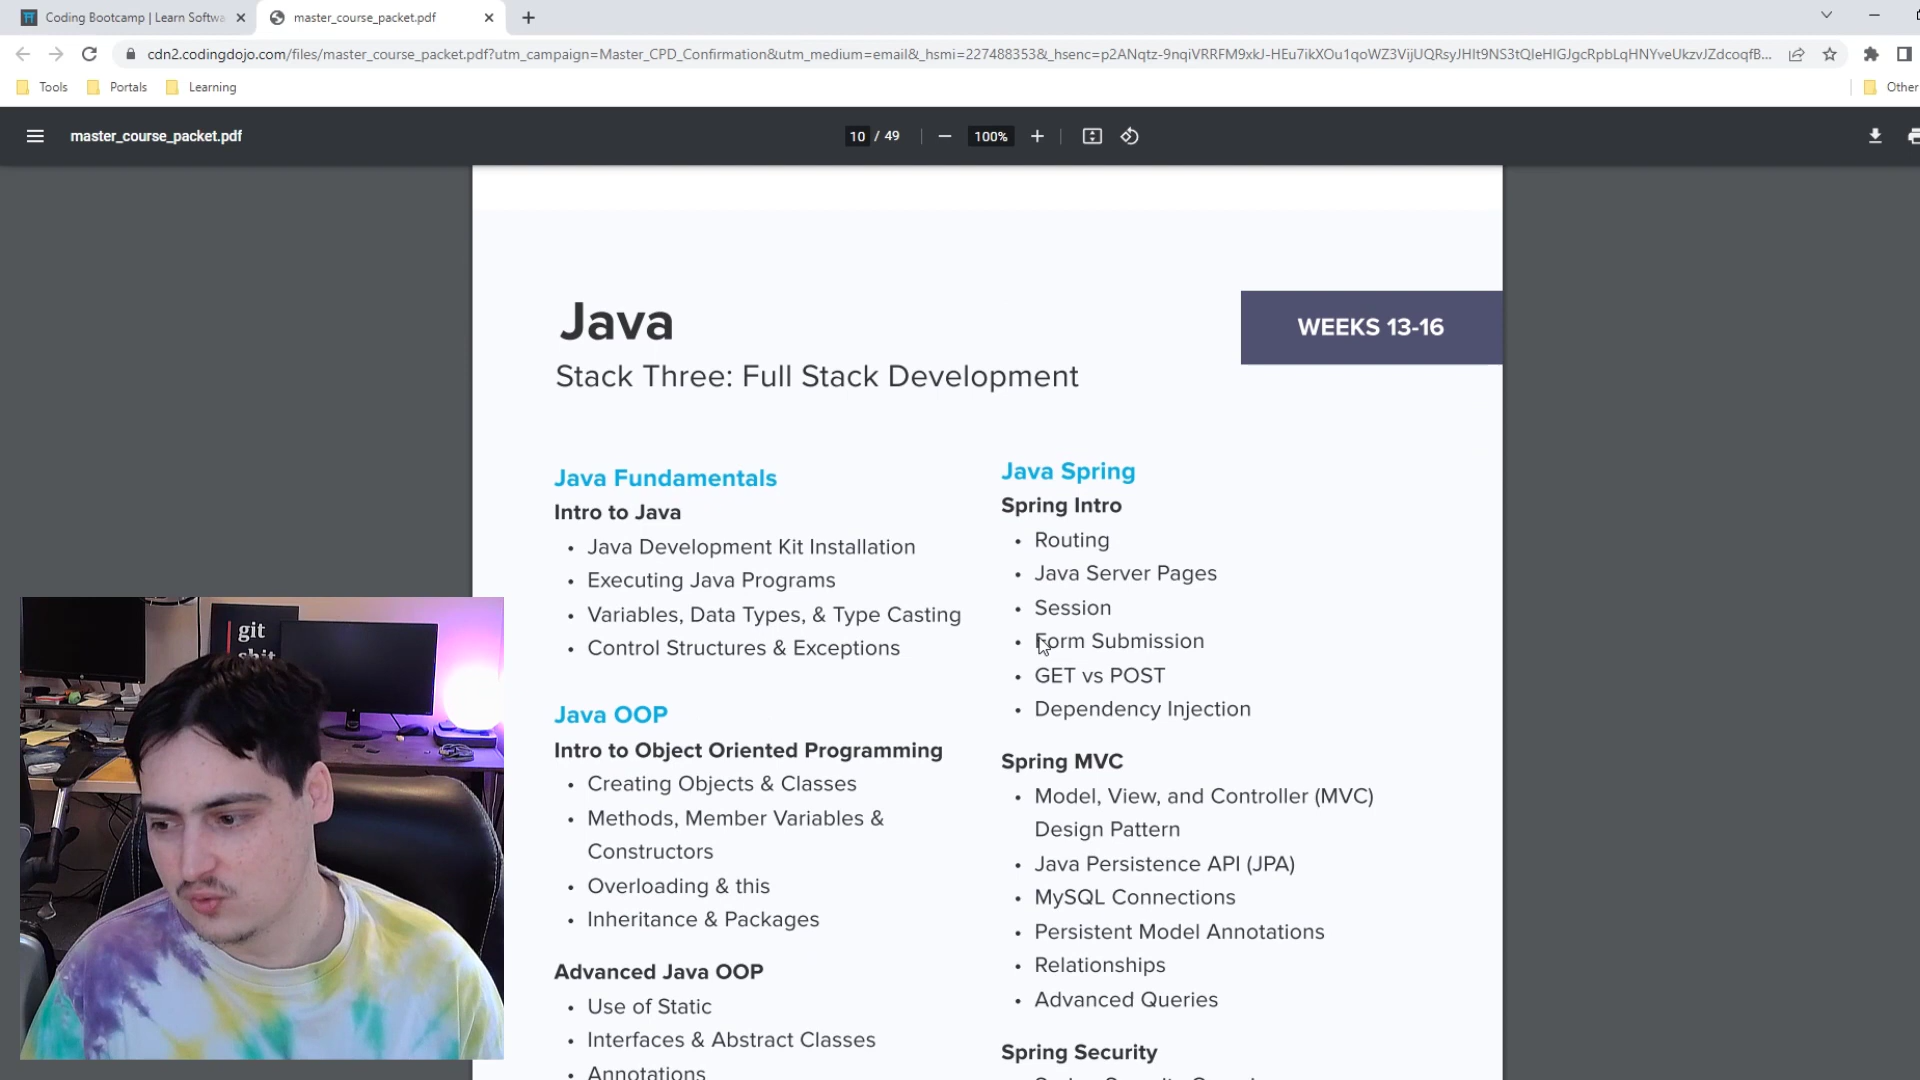 Coding Bootcamp | Learn Softwa
master_course_packet.pdf
cdn2.codingdojo.com/files/master_course_packet.pdf?utm_campaign=Master_CPD_Confirmation&utm_medium=email&_hsmi=227488353&_hsenc=p2ANqtz-9nqiVRRFM9xkJ-HEu7ikXOu1qoWZ3VijUQRsyJHIt9NS3tQleHIGJgcRpbLqHNYveUkzvJZdcoqfB...
Tools
Portals
Learning
Other
master_course_packet.pdf
10 / 49
100%
Java
WEEKS 13-16
Stack Three: Full Stack Development
Java Fundamentals
Intro to Java
• Java Development Kit Installation
• Executing Java Programs
• Variables, Data Types, & Type Casting
• Control Structures & Exceptions
Java OOP
Intro to Object Oriented Programming
• Creating Objects & Classes
• Methods, Member Variables &
Constructors
• Overloading & this
• Inheritance & Packages
Advanced Java OOP
• Use of Static
• Interfaces & Abstract Classes
Annotations
Java Spring
Spring Intro
• Routing
• Java Server Pages
• Session
• Form Submission
• GET vs POST
• Dependency Injection
Spring MVC
• Model, View, and Controller (MVC)
Design Pattern
• Java Persistence API (JPA)
• MySQL Connections
• Persistent Model Annotations
• Relationships
• Advanced Queries
Spring Security
git